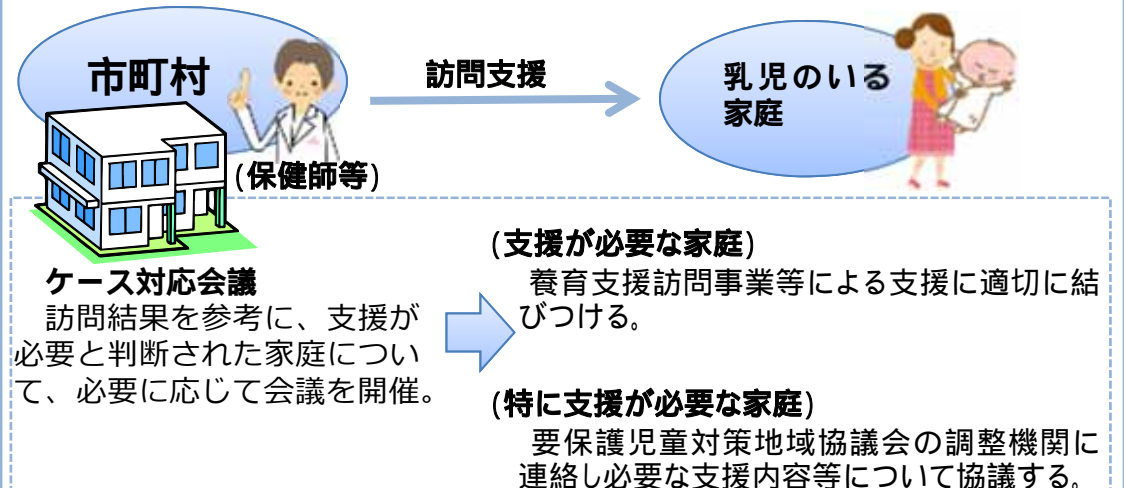 市町村
(保健師等)
訪問支援
乳児のいる
家庭
ケース対応会議
訪問結果を参考に、支援が
必要と判断された家庭につい
て、必要に応じて会議を開催。
(支援が必要な家庭)
養育支援訪問事業等による支援に適切に結
びつける。
(特に支援が必要な家庭)
要保護児童対策地域協議会の調整機関に
連絡し必要な支援内容等について協議する。